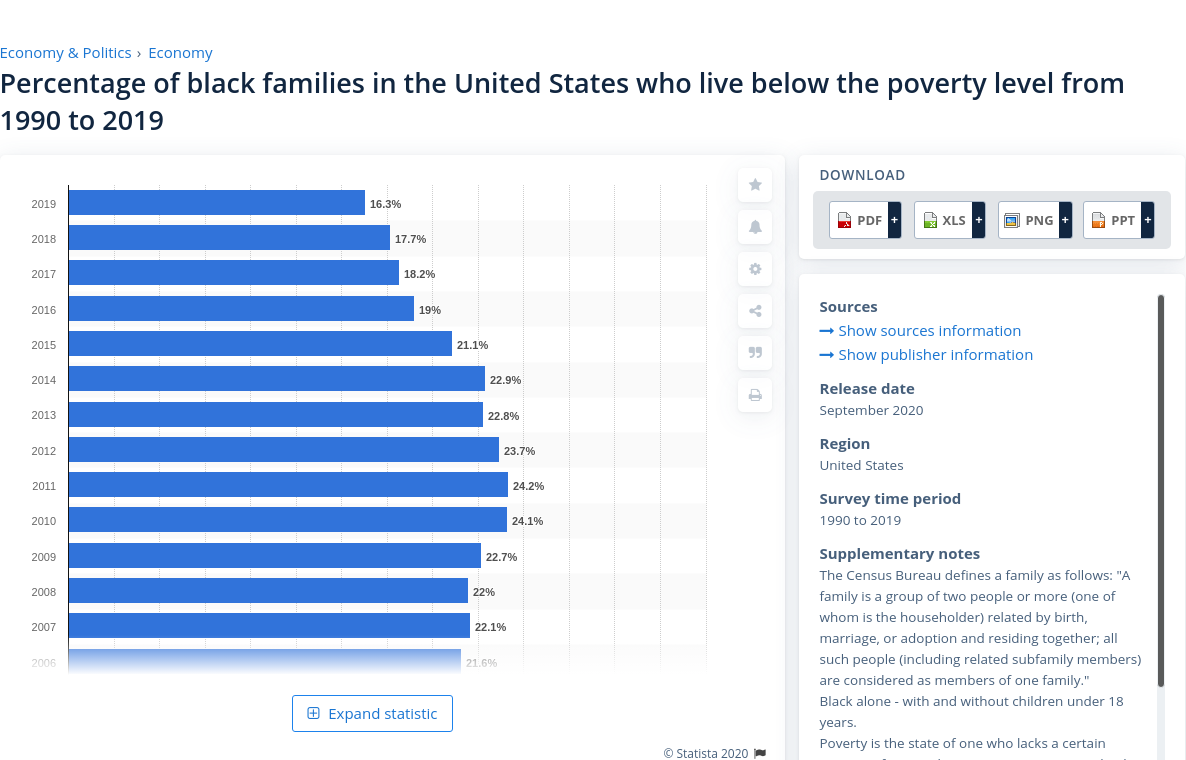 Economy & Politics › Economy
Percentage of black families in the United States who live below the poverty level from
1990 to 2019
2019 16.3%
2018 17.7%
2017 18.2%
2016 19%
2015 21.1%
2014 22.9%
2013 22.8%
2012 23.7%
2011 24.2%
2010 24.1%
2009 22.7%
2008 22%
2007 22.1%
2006 21.6%
Expand statistic
© Statista 2020
DOWNLOAD
PDF + XLS + PNG + PPT +
Sources
Show sources information
Show publisher information
Release date
September 2020
Region
United States
Survey time period
1990 to 2019
Supplementary notes
The Census Bureau defines a family as follows: "A
family is a group of two people or more (one of
whom is the householder) related by birth,
marriage, or adoption and residing together; all
such people (including related subfamily members)
are considered as members of one family."
Black alone - with and without children under 18
years.
Poverty is the state of one who lacks a certain